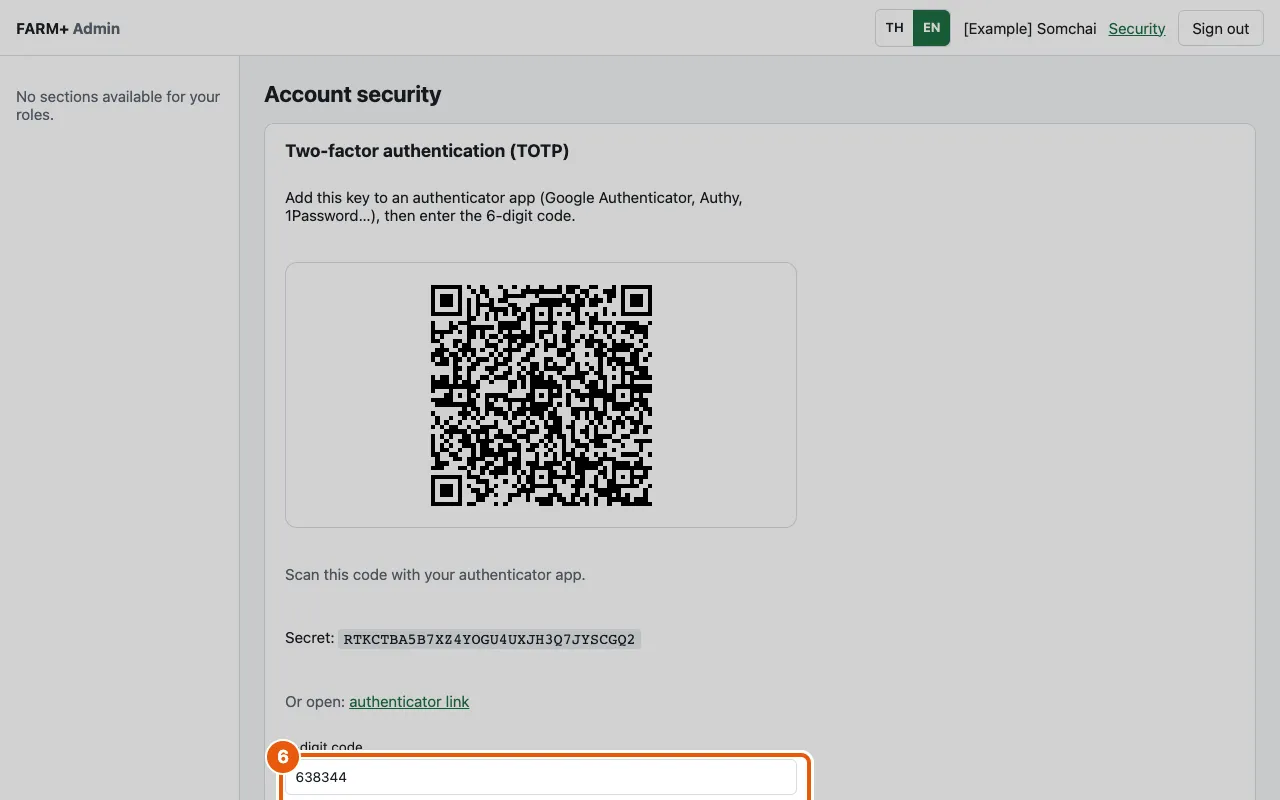 FARM+ Admin
TH EN [Example] Somchai Security Sign out
No sections available for your
roles.
Account security
Two-factor authentication (TOTP)
Add this key to an authenticator app (Google Authenticator, Authy,
1Password...), then enter the 6-digit code.
Scan this code with your authenticator app.
Secret: RTKCTBA5B7XZ4YOGU4UXJH3Q7JYSCGQ2
Or open: authenticator link
digit code
6
638344